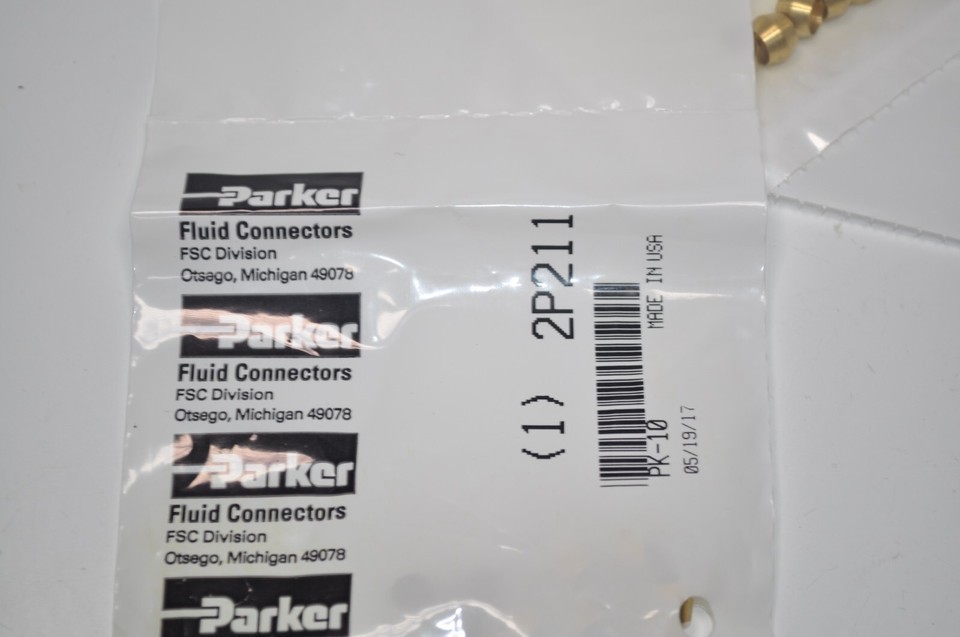 Parker
Fluid Connectors
FSC Division
Otsego, Michigan 49078
Parker
Fluid Connectors
FSC Division
Otsego, Michigan 49078
Parker
Fluid Connectors
FSC Division
Otsego, Michigan 49078
Parker
(1) 2P211
PK-10
MADE IN USA
05/19/17